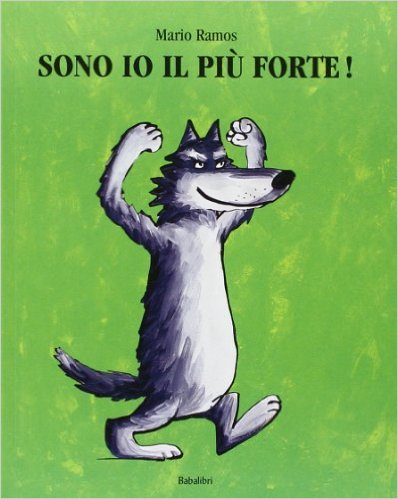 Mario Ramos
SONO IO IL PIÙ FORTE!
Babalibri